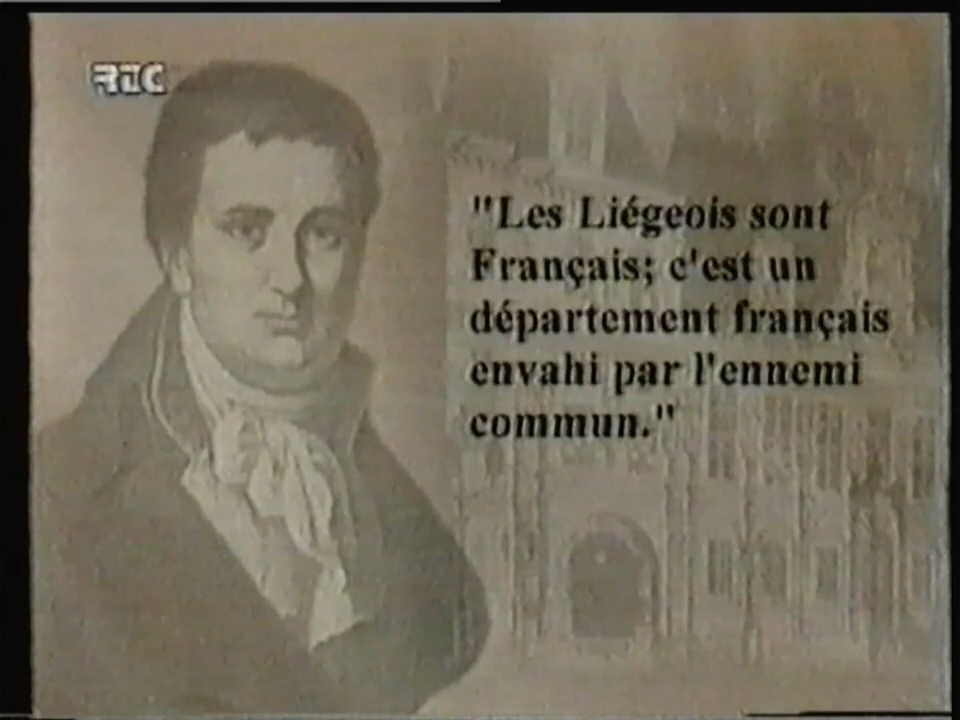 RTC
"Les Liégeois sont
Français; c'est un
département français
envahi par l'ennemi
commun."